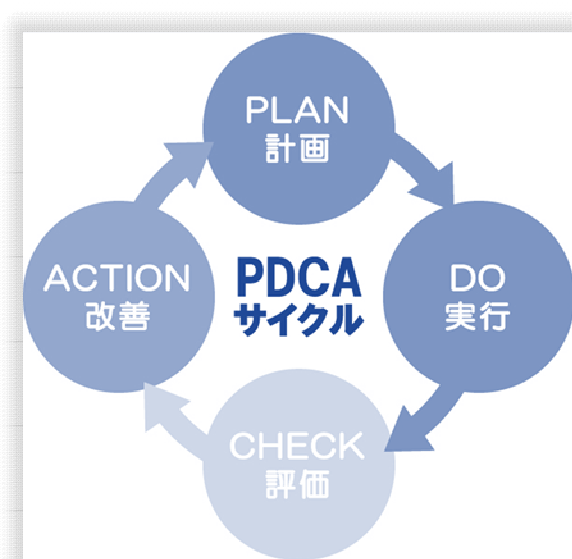 PLAN
計画
DO
実行
CHECK
評価
ACTION
改善
PDCA
サイクル